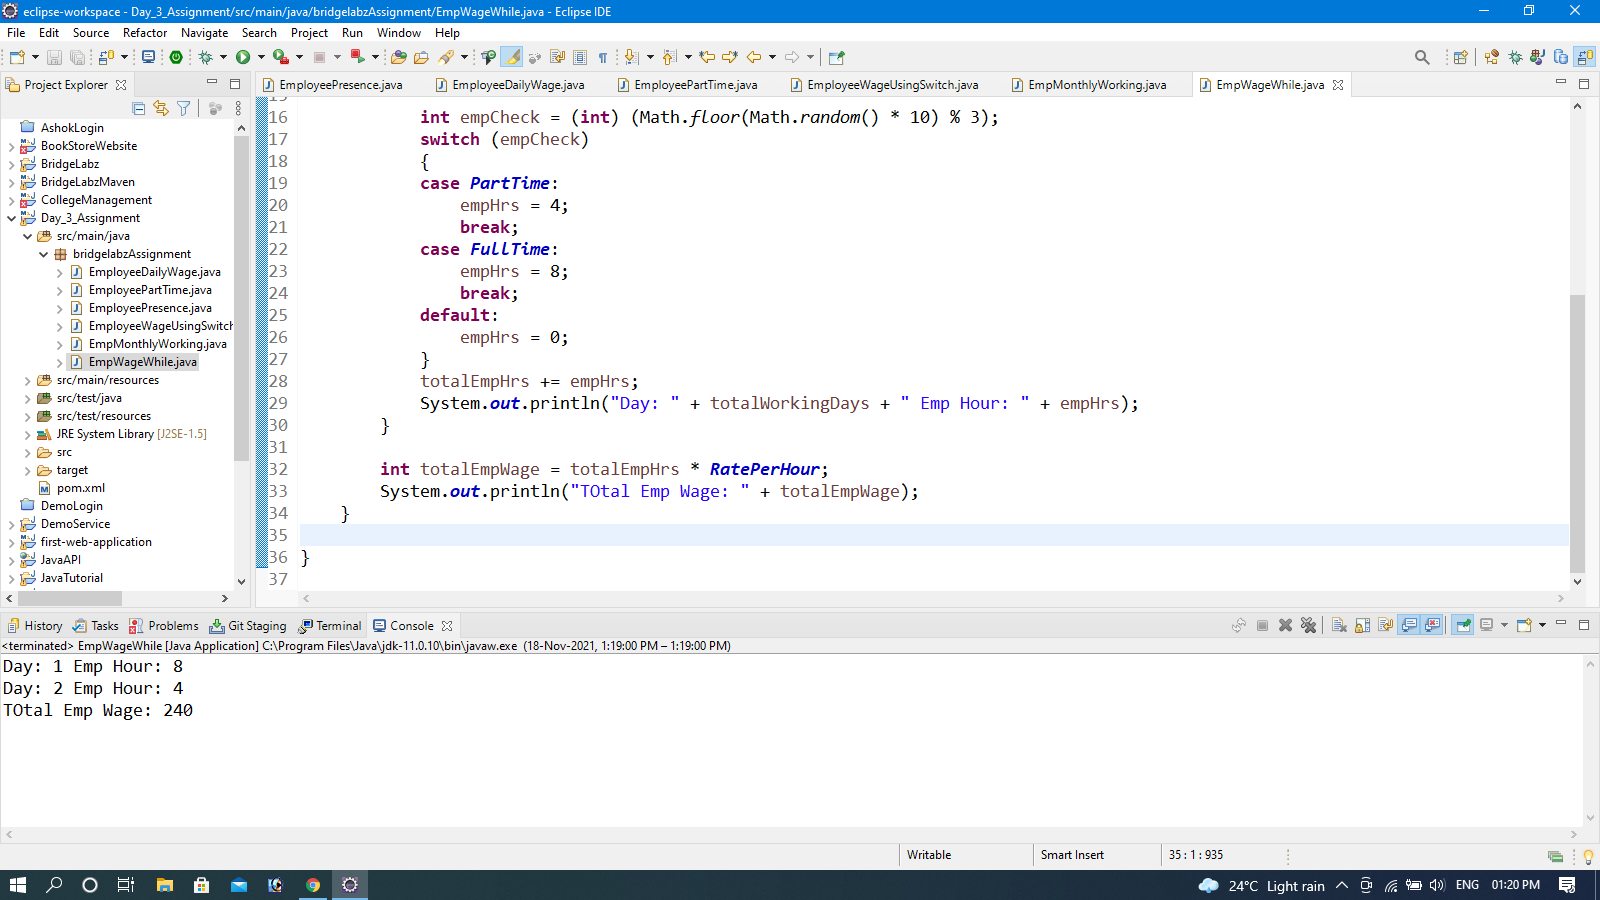 eclipse-workspace - Day_3_Assignment/src/main/java/bridgelabzAssignment/EmpWageWhile.java - Eclipse IDE
File Edit Source Refactor Navigate Search Project Run Window Help
Project Explorer
EmployeePresence.java EmployeeDailyWage.java EmployeePartTime.java EmployeeWageUsingSwitch.java EmpMonthlyWorking.java EmpWageWhile.java
AshokLogin
BookStoreWebsite
BridgeLabz
BridgeLabzMaven
CollegeManagement
Day_3_Assignment
src/main/java
bridgelabzAssignment
EmployeeDailyWage.java
EmployeePartTime.java
EmployeePresence.java
EmployeeWageUsingSwitch
EmpMonthlyWorking.java
EmpWageWhile.java
src/main/resources
src/test/java
src/test/resources
JRE System Library [J2SE-1.5]
src
target
pom.xml
DemoLogin
DemoService
first-web-application
JavaAPI
JavaTutorial
16 int empCheck = (int) (Math.floor(Math.random() * 10) % 3);
17 switch (empCheck)
18 {
19 case PartTime:
20 empHrs = 4;
21 break;
22 case FullTime:
23 empHrs = 8;
24 break;
25 default:
26 empHrs = 0;
27 }
28 totalEmpHrs += empHrs;
29 System.out.println("Day: " + totalWorkingDays + " Emp Hour: " + empHrs);
30 }
31
32 int totalEmpWage = totalEmpHrs * RatePerHour;
33 System.out.println("TOtal Emp Wage: " + totalEmpWage);
34 }
35
36 }
37
History Tasks Problems Git Staging Terminal Console
<terminated> EmpWageWhile [Java Application] C:\Program Files\Java\jdk-11.0.10\bin\javaw.exe (18-Nov-2021, 1:19:00 PM – 1:19:00 PM)
Day: 1 Emp Hour: 8
Day: 2 Emp Hour: 4
TOtal Emp Wage: 240
Writable Smart Insert 35 : 1 : 935
24°C Light rain ENG 01:20 PM